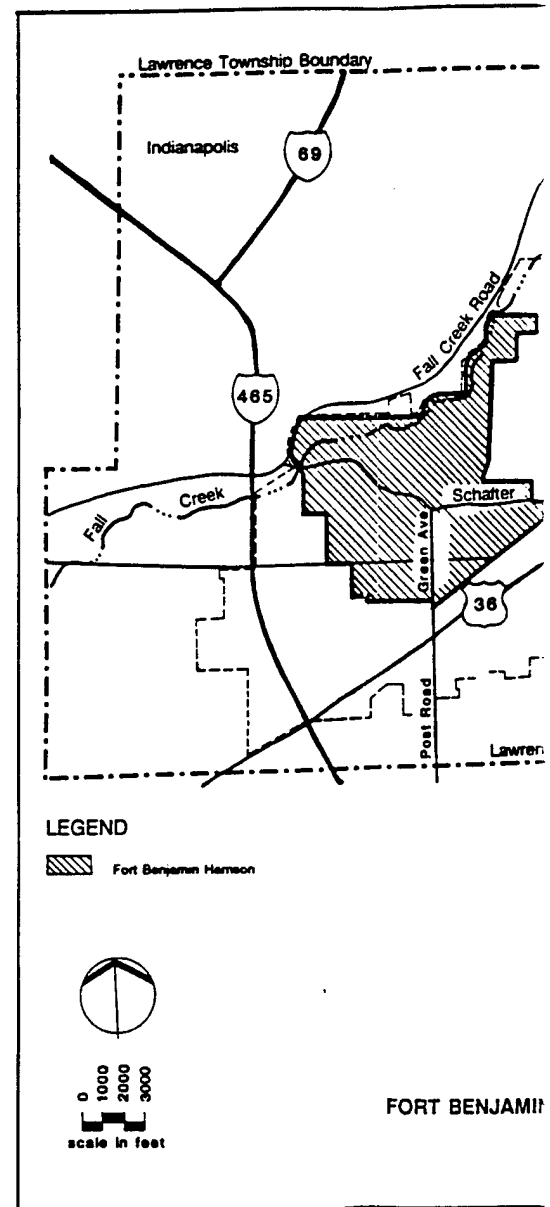 Lawrence Township Boundary
Indianapolis
69
Fall Creek Road
465
Fall Creek
Schafter
Green Ave
36
Post Road
Lawren
LEGEND
Fort Benjamin Harrison
0 1000 2000 3000
scale in feet
FORT BENJAMIN